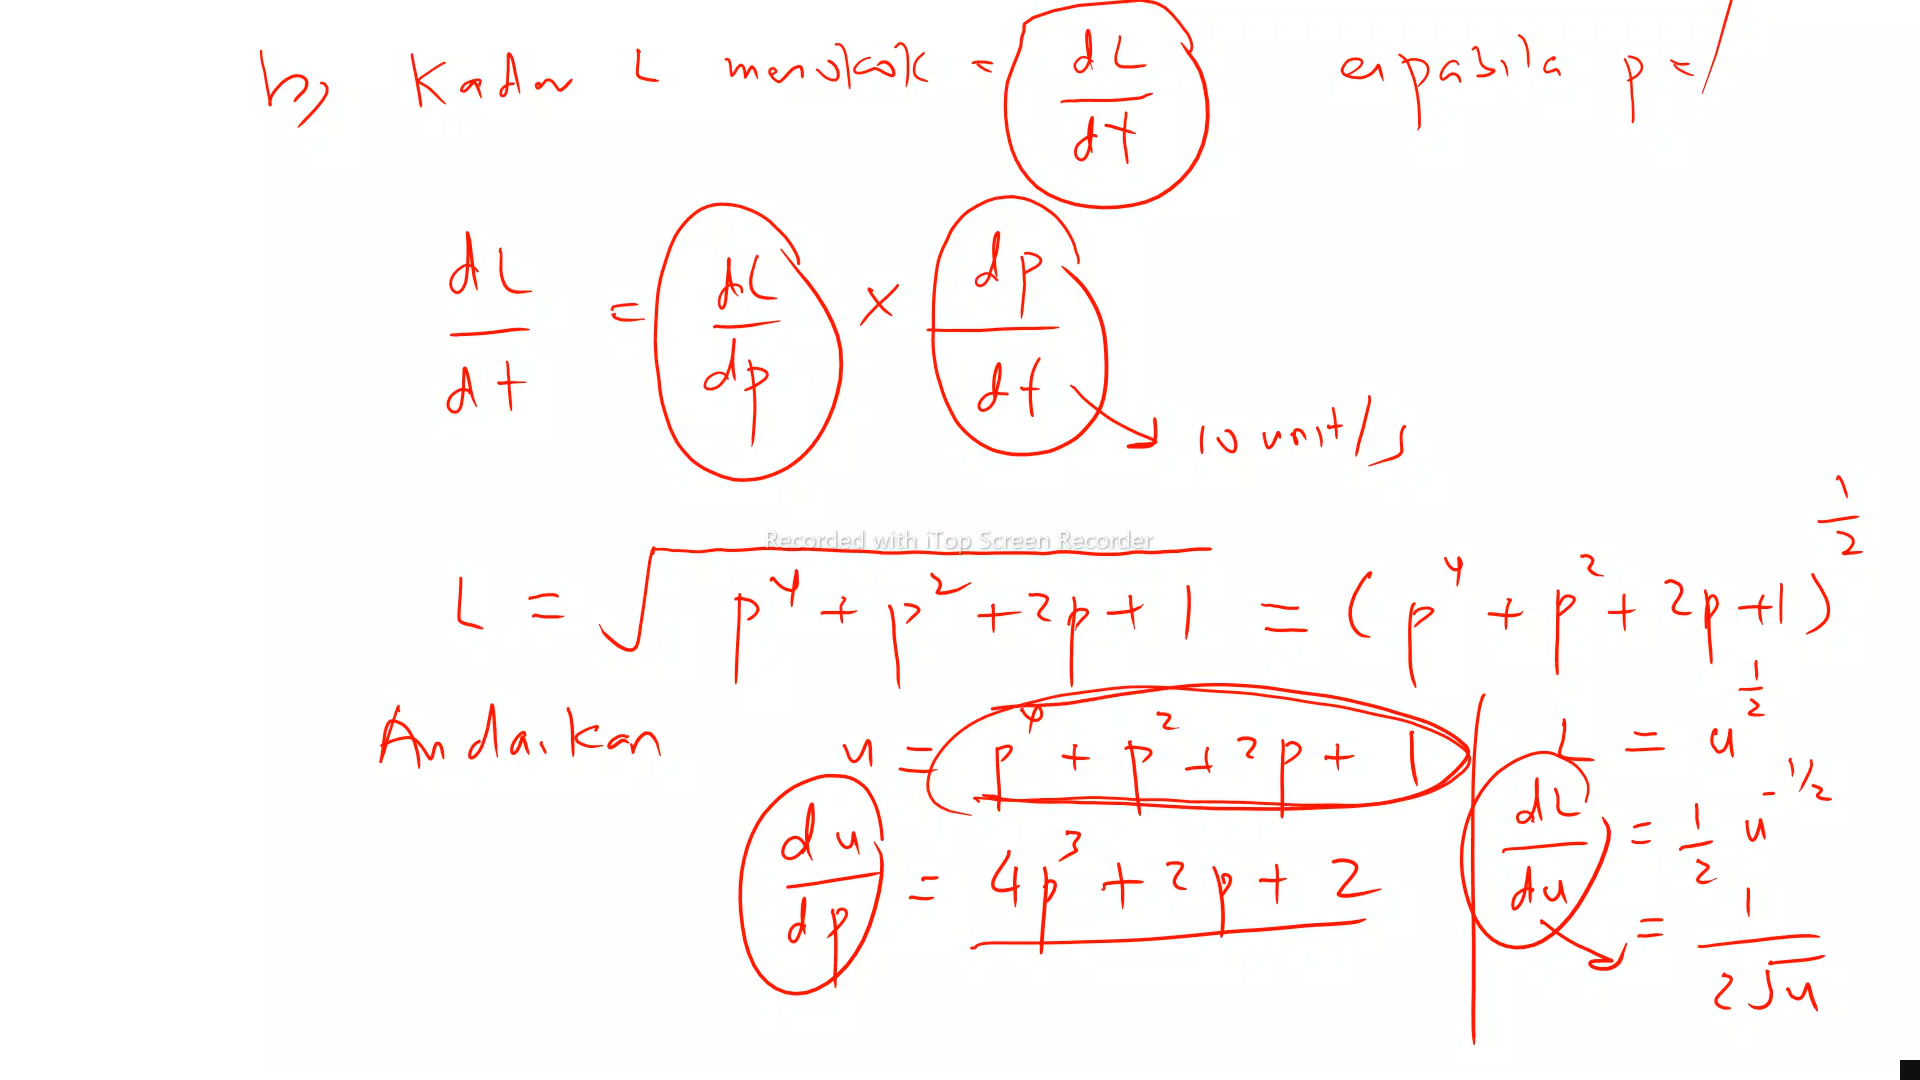 b) Kadar L menokok = dL/dt apabila p = /
dL/dt = dL/dp × dp/dt → 10 unit/s
Recorded with iTop Screen Recorder
L = √(p⁴ + p² + 2p + 1) = (p⁴ + p² + 2p + 1)^(1/2)
Andaikan u = p⁴ + p² + 2p + 1
du/dp = 4p³ + 2p + 2
L = u^(1/2)
dL/du = 1/2 u^(-1/2)
= 1/(2√u)